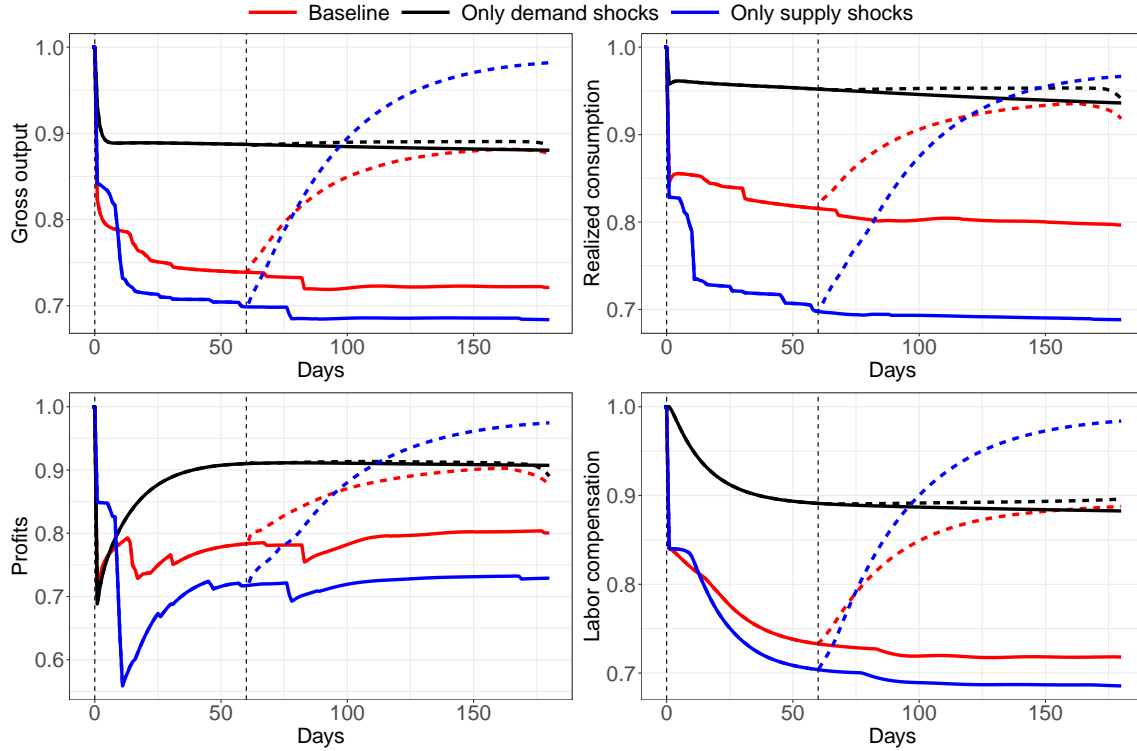 Baseline Only demand shocks Only supply shocks
Gross output
1.0
0.9
0.8
0.7
0 50 100 150
Days
Realized consumption
1.0
0.9
0.8
0.7
0 50 100 150
Days
Profits
1.0
0.9
0.8
0.7
0.6
0 50 100 150
Days
Labor compensation
1.0
0.9
0.8
0.7
0 50 100 150
Days